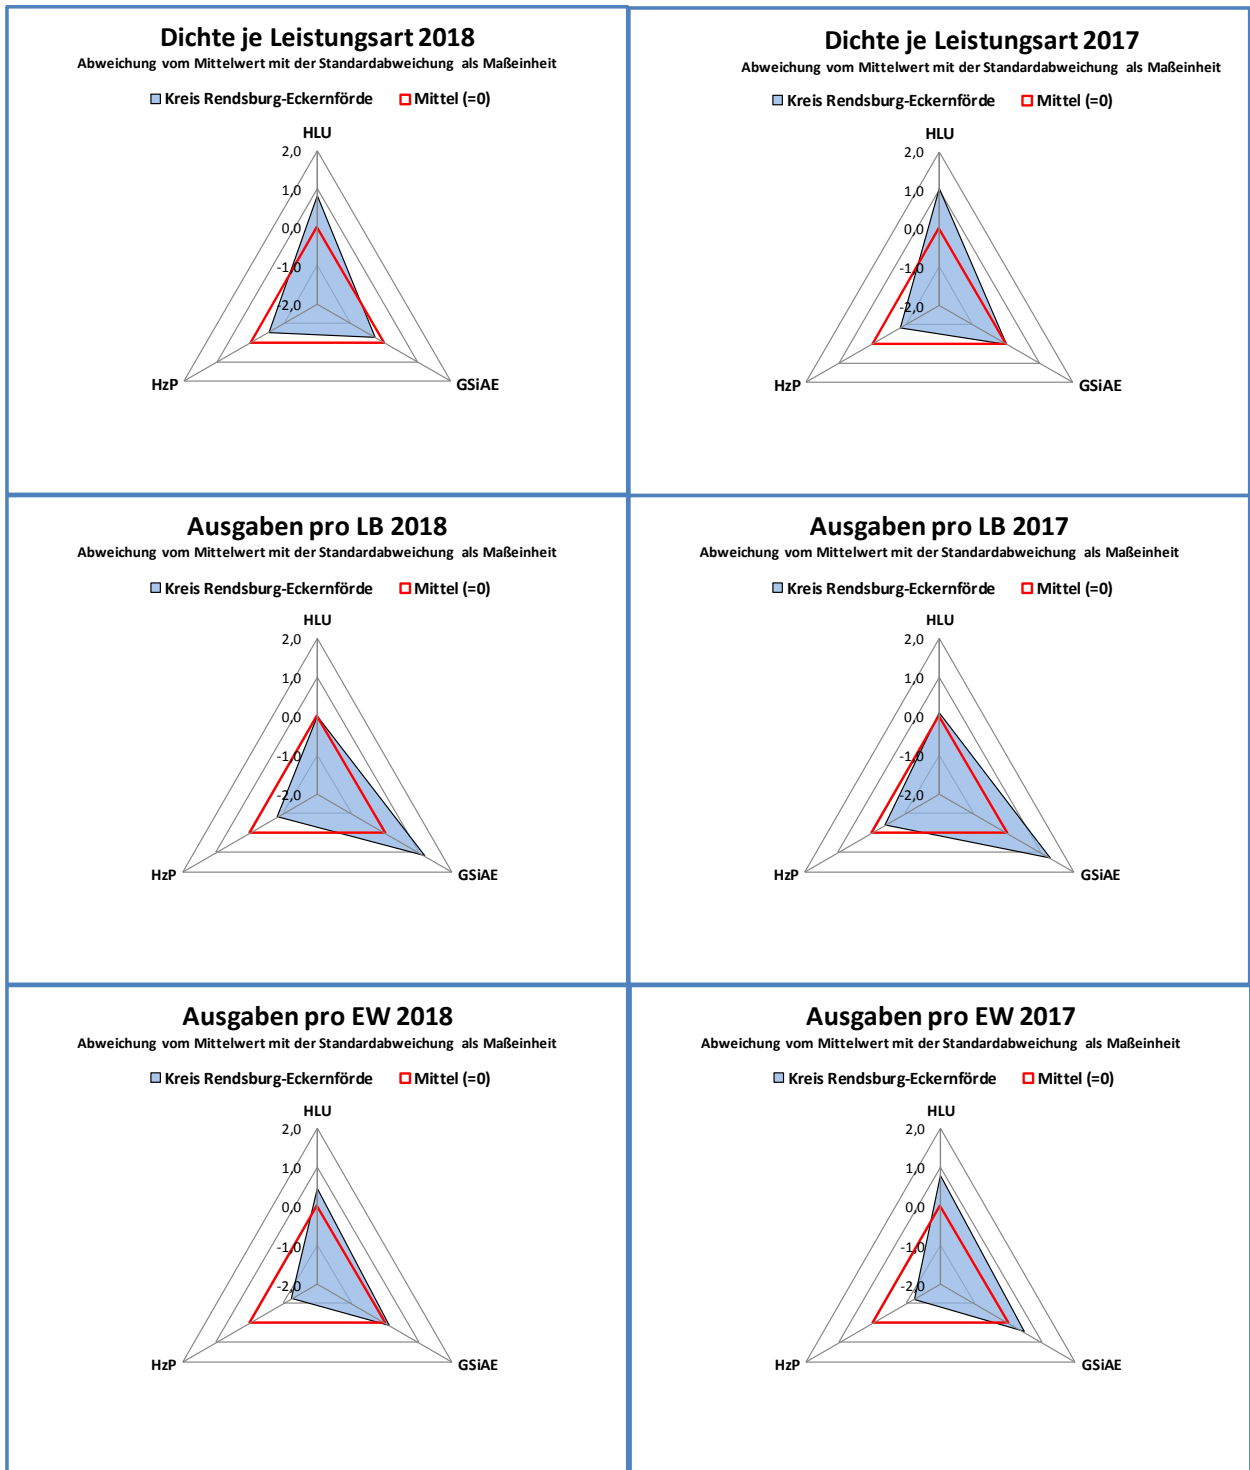 Dichte je Leistungsart 2018
Abweichung vom Mittelwert mit der Standardabweichung als Maßeinheit
Kreis Rendsburg-Eckernförde Mittel (=0)
HLU
2,0
1,0
0,0
-1,0
-2,0
HzP
GSiAE
Dichte je Leistungsart 2017
Abweichung vom Mittelwert mit der Standardabweichung als Maßeinheit
Kreis Rendsburg-Eckernförde Mittel (=0)
HLU
2,0
1,0
0,0
-1,0
-2,0
HzP
GSiAE
Ausgaben pro LB 2018
Abweichung vom Mittelwert mit der Standardabweichung als Maßeinheit
Kreis Rendsburg-Eckernförde Mittel (=0)
HLU
2,0
1,0
0,0
-1,0
-2,0
HzP
GSiAE
Ausgaben pro LB 2017
Abweichung vom Mittelwert mit der Standardabweichung als Maßeinheit
Kreis Rendsburg-Eckernförde Mittel (=0)
HLU
2,0
1,0
0,0
-1,0
-2,0
HzP
GSiAE
Ausgaben pro EW 2018
Abweichung vom Mittelwert mit der Standardabweichung als Maßeinheit
Kreis Rendsburg-Eckernförde Mittel (=0)
HLU
2,0
1,0
0,0
-1,0
-2,0
HzP
GSiAE
Ausgaben pro EW 2017
Abweichung vom Mittelwert mit der Standardabweichung als Maßeinheit
Kreis Rendsburg-Eckernförde Mittel (=0)
HLU
2,0
1,0
0,0
-1,0
-2,0
HzP
GSiAE